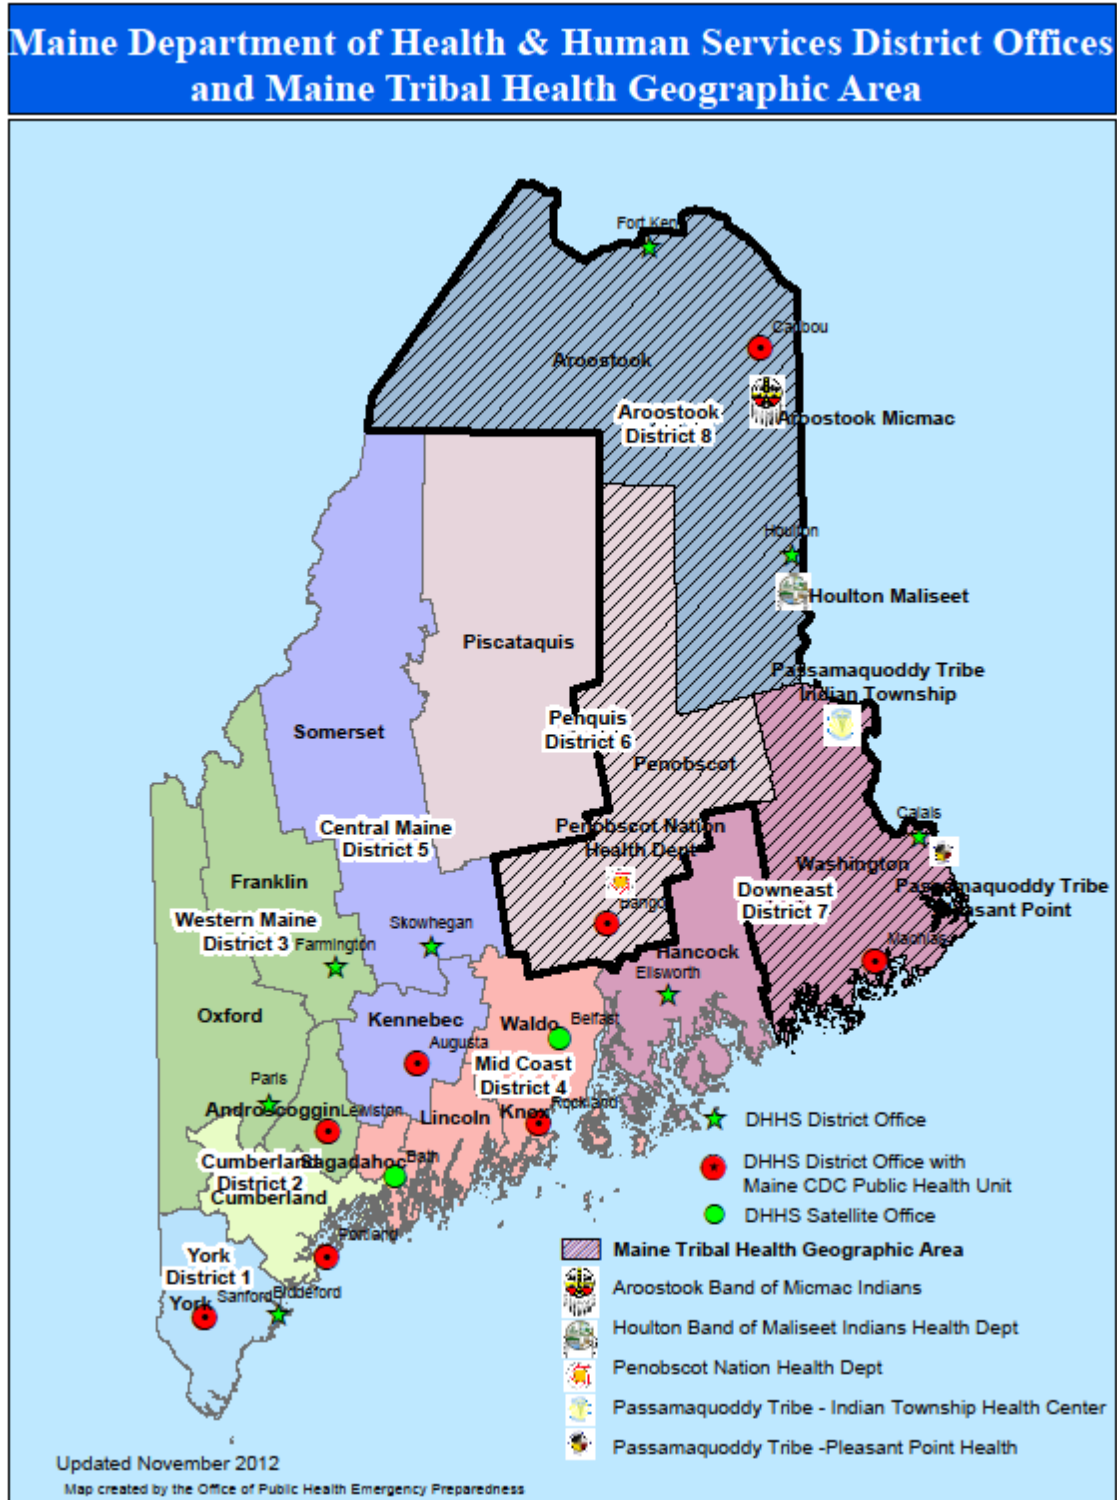 Maine Department of Health & Human Services District Offices
and Maine Tribal Health Geographic Area
Fort Kent
Caribou
Aroostook
Aroostook
District 8
Aroostook Micmac
Houlton
Houlton Maliseet
Piscataquis
Passamaquoddy Tribe
Indian Township
Somerset
Penquis
District 6
Penobscot
Calais
Central Maine
District 5
Penobscot Nation
Health Dept
Washington
Franklin
Downeast
District 7
Passamaquoddy Tribe
Pleasant Point
Bangor
Western Maine
District 3
Skowhegan
Farmington
Machias
Hancock
Ellsworth
Oxford
Kennebec
Waldo
Belfast
Augusta
Mid Coast
District 4
Paris
Androscoggin
Lewiston
Lincoln
Knox
Rockland
DHHS District Office
Cumberland
District 2
Sagadahoc
Bath
DHHS District Office with
Maine CDC Public Health Unit
Cumberland
DHHS Satellite Office
Portland
York
District 1
Maine Tribal Health Geographic Area
York
Sanford
Biddeford
Aroostook Band of Micmac Indians
Houlton Band of Maliseet Indians Health Dept
Penobscot Nation Health Dept
Passamaquoddy Tribe - Indian Township Health Center
Passamaquoddy Tribe -Pleasant Point Health
Updated November 2012
Map created by the Office of Public Health Emergency Preparedness